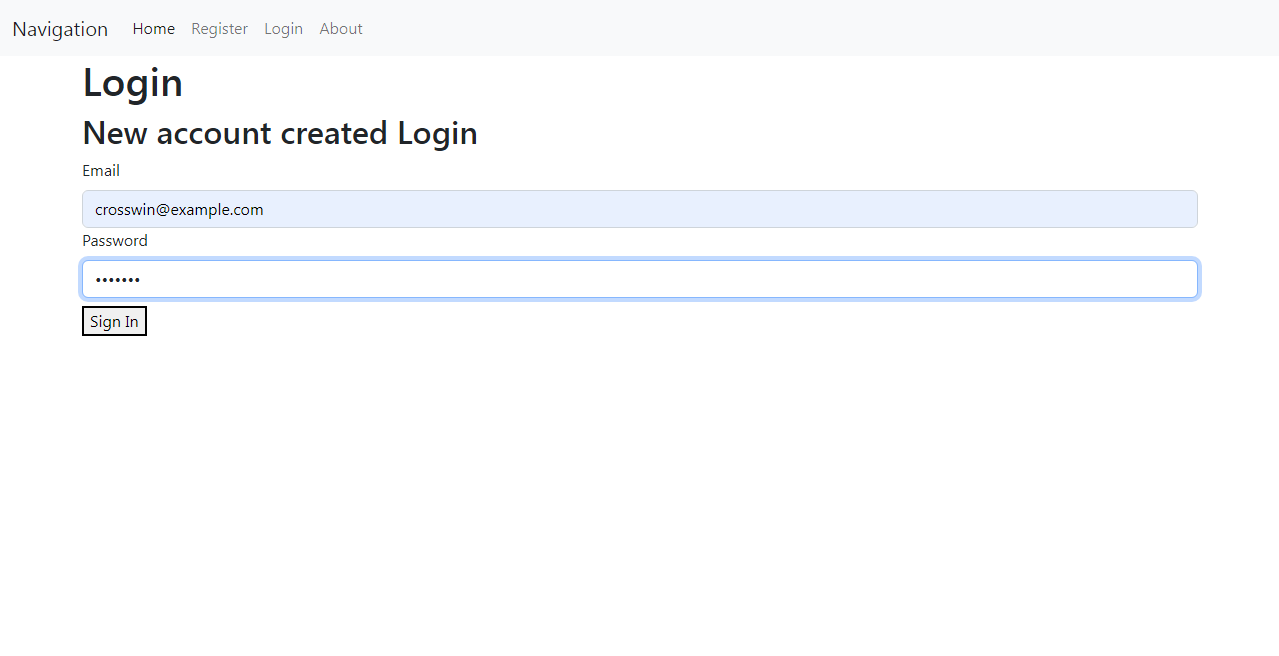 Navigation Home Register Login About
Login
New account created Login
Email
crosswin@example.com
Password
•••••••
Sign In